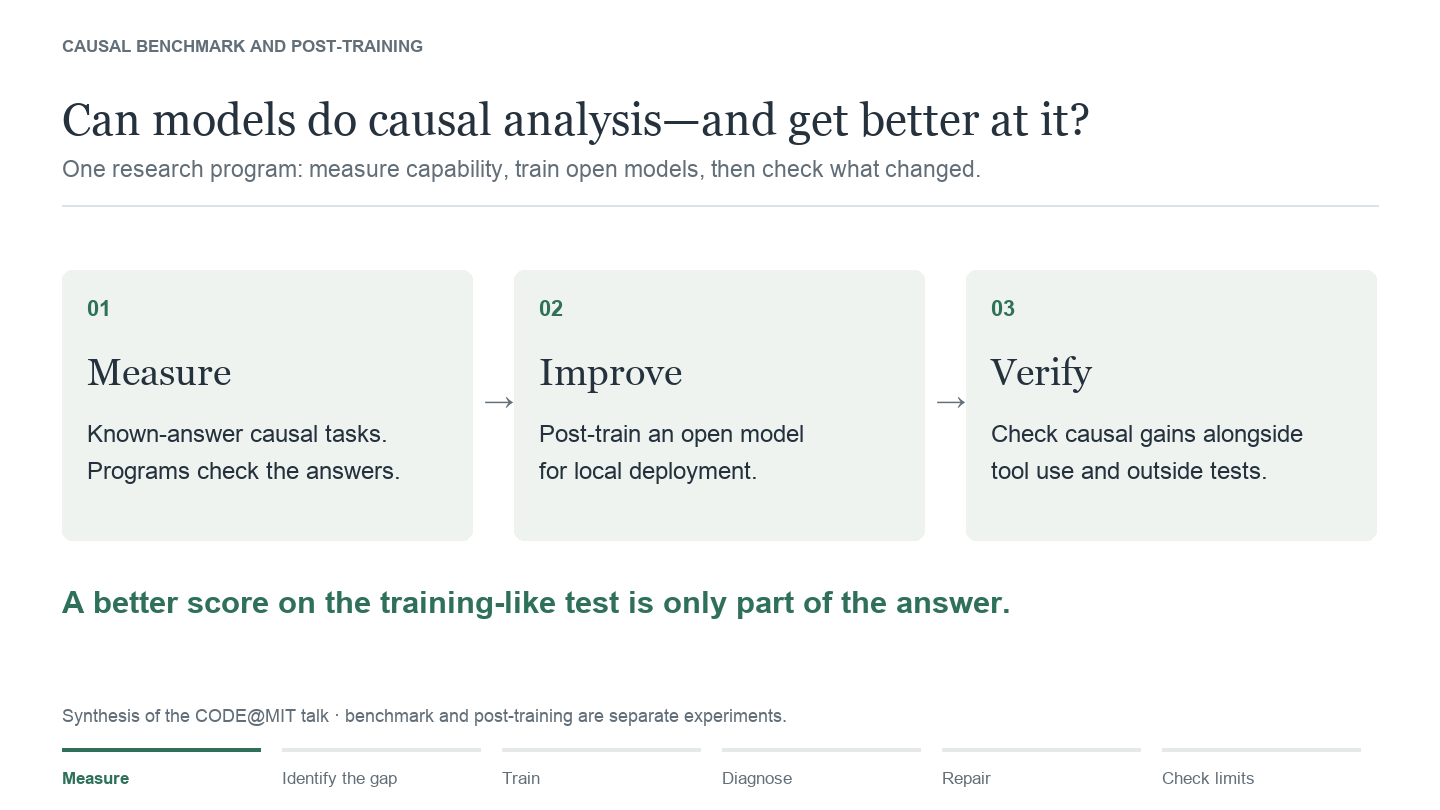 CAUSAL BENCHMARK AND POST-TRAINING
Can models do causal analysis—and get better at it?
One research program: measure capability, train open models, then check what changed.
01
Measure
Known-answer causal tasks.
Programs check the answers.
→
02
Improve
Post-train an open model
for local deployment.
→
03
Verify
Check causal gains alongside
tool use and outside tests.
A better score on the training-like test is only part of the answer.
Synthesis of the CODE@MIT talk · benchmark and post-training are separate experiments.
Measure
Identify the gap
Train
Diagnose
Repair
Check limits